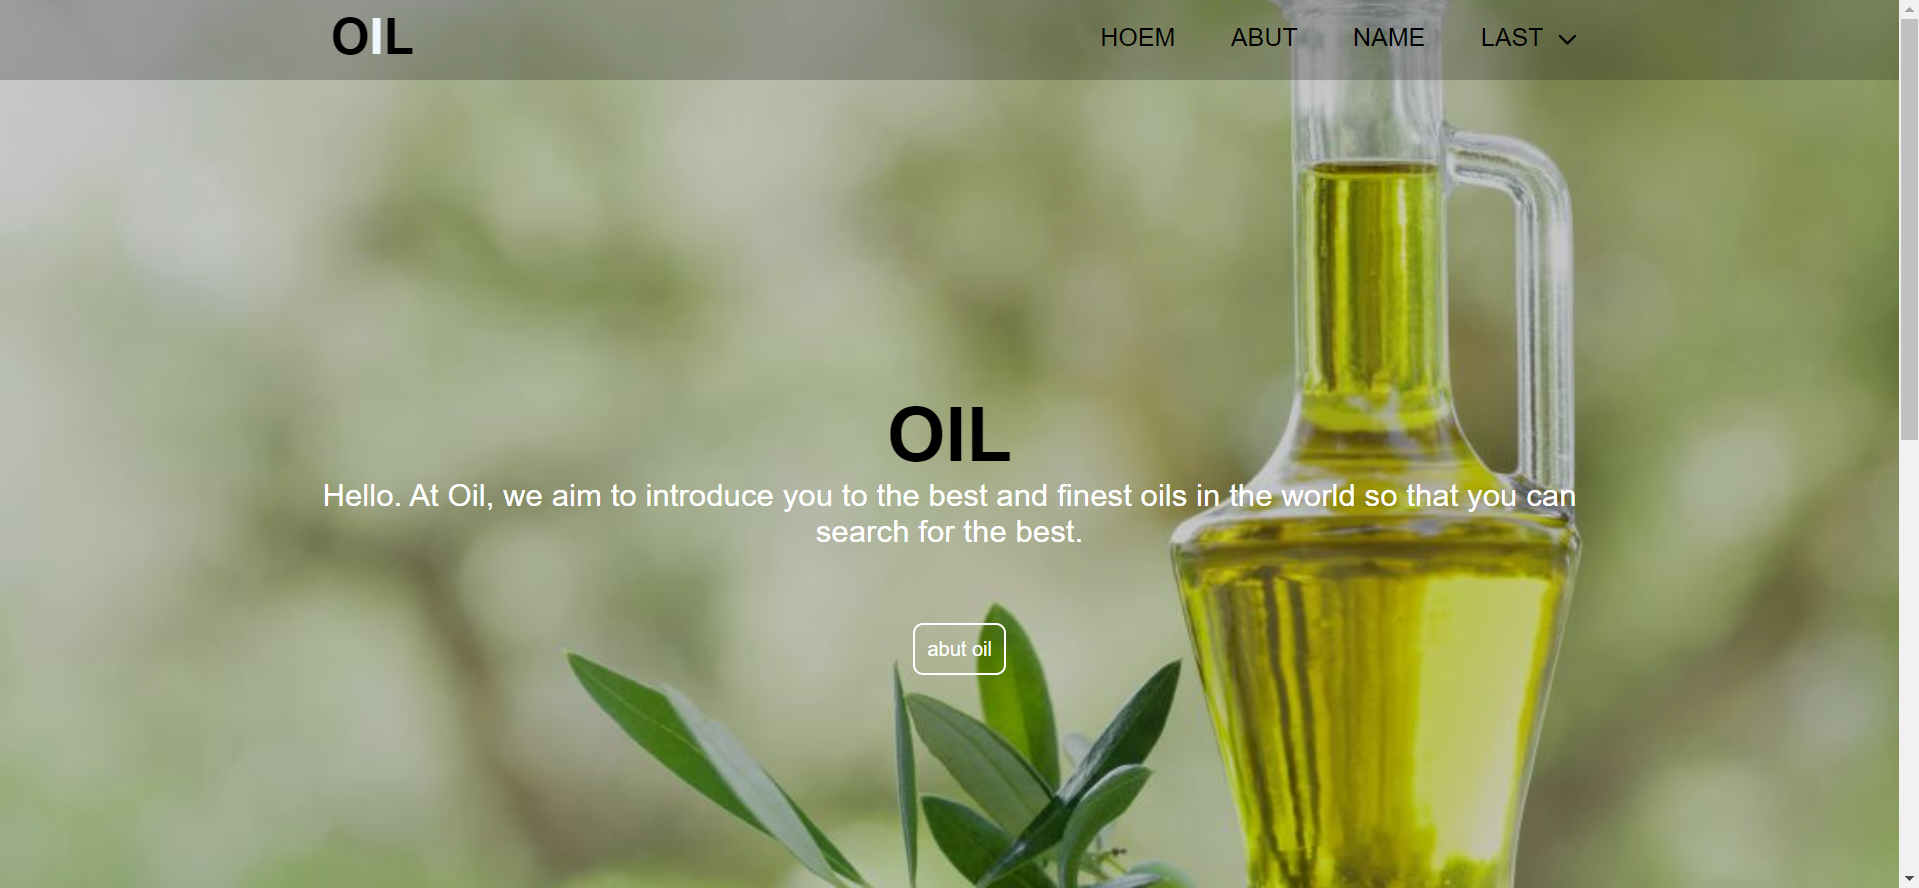 OIL
HOEM ABUT NAME LAST
OIL
Hello. At Oil, we aim to introduce you to the best and finest oils in the world so that you can
search for the best.
abut oil